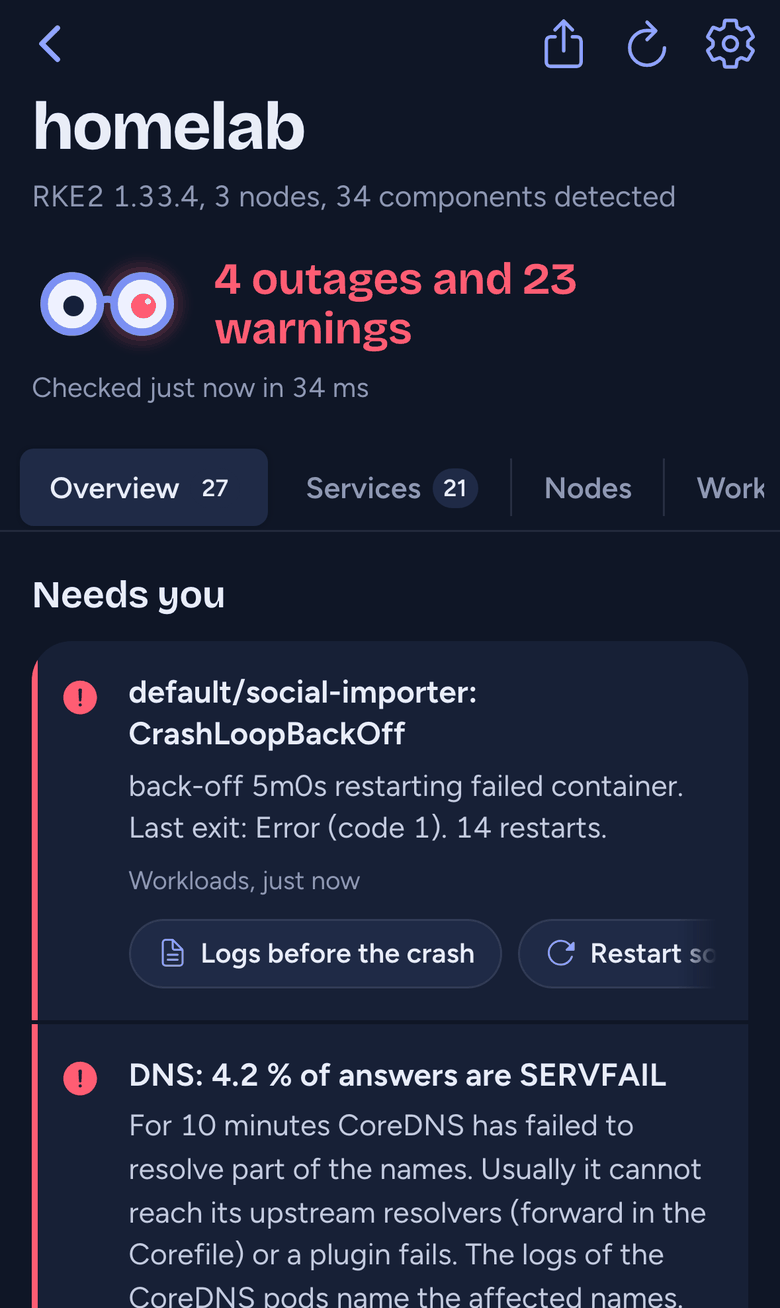 homelab
RKE2 1.33.4, 3 nodes, 34 components detected
4 outages and 23
warnings
Checked just now in 34 ms
Overview 27 Services 21 Nodes Work
Needs you
default/social-importer:
CrashLoopBackOff
back-off 5m0s restarting failed container.
Last exit: Error (code 1). 14 restarts.
Workloads, just now
Logs before the crash Restart so
DNS: 4.2 % of answers are SERVFAIL
For 10 minutes CoreDNS has failed to
resolve part of the names. Usually it cannot
reach its upstream resolvers (forward in the
Corefile) or a plugin fails. The logs of the
CoreDNS pods name the affected names.